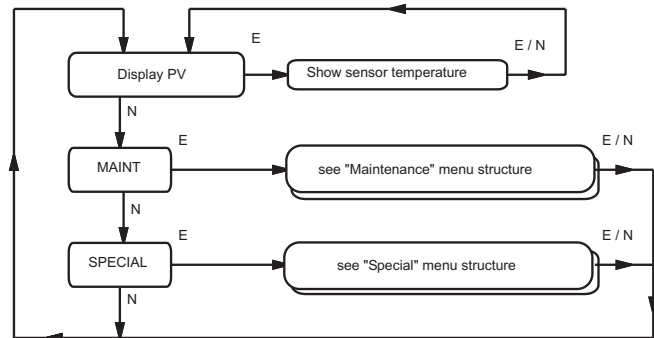 E
E / N
Display PV
Show sensor temperature
N
E
E / N
MAINT
see "Maintenance" menu structure
N
E
E / N
SPECIAL
see "Special" menu structure
N